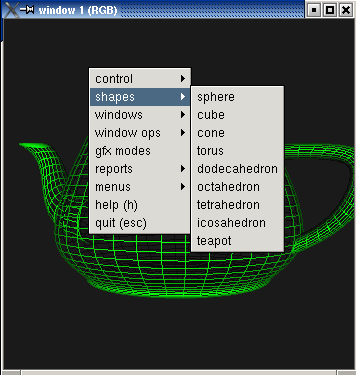 window 1 (RGB)
control
shapes
windows
window ops
gfx modes
reports
menus
help (h)
quit (esc)
sphere
cube
cone
torus
dodecahedron
octahedron
tetrahedron
icosahedron
teapot